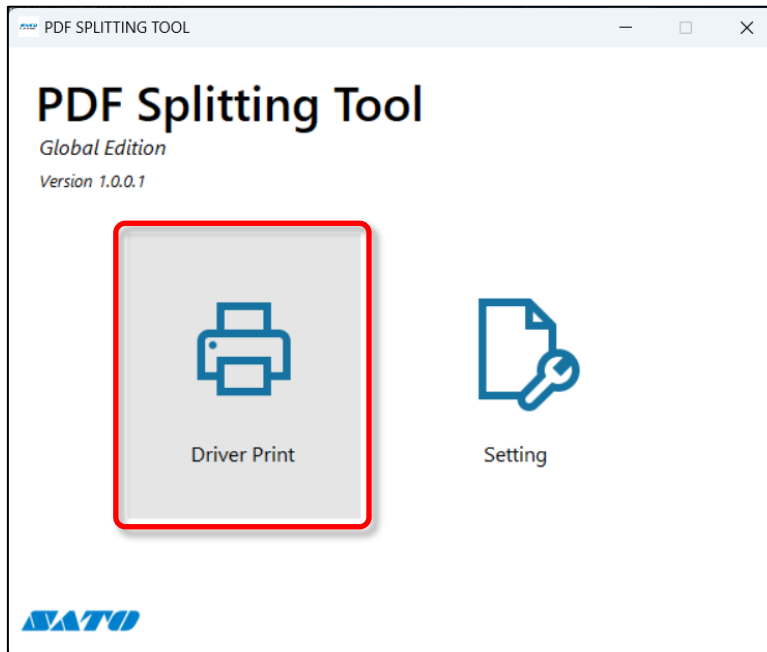 PDF SPLITTING TOOL
PDF Splitting Tool
Global Edition
Version 1.0.0.1
Driver Print
Setting
SATO